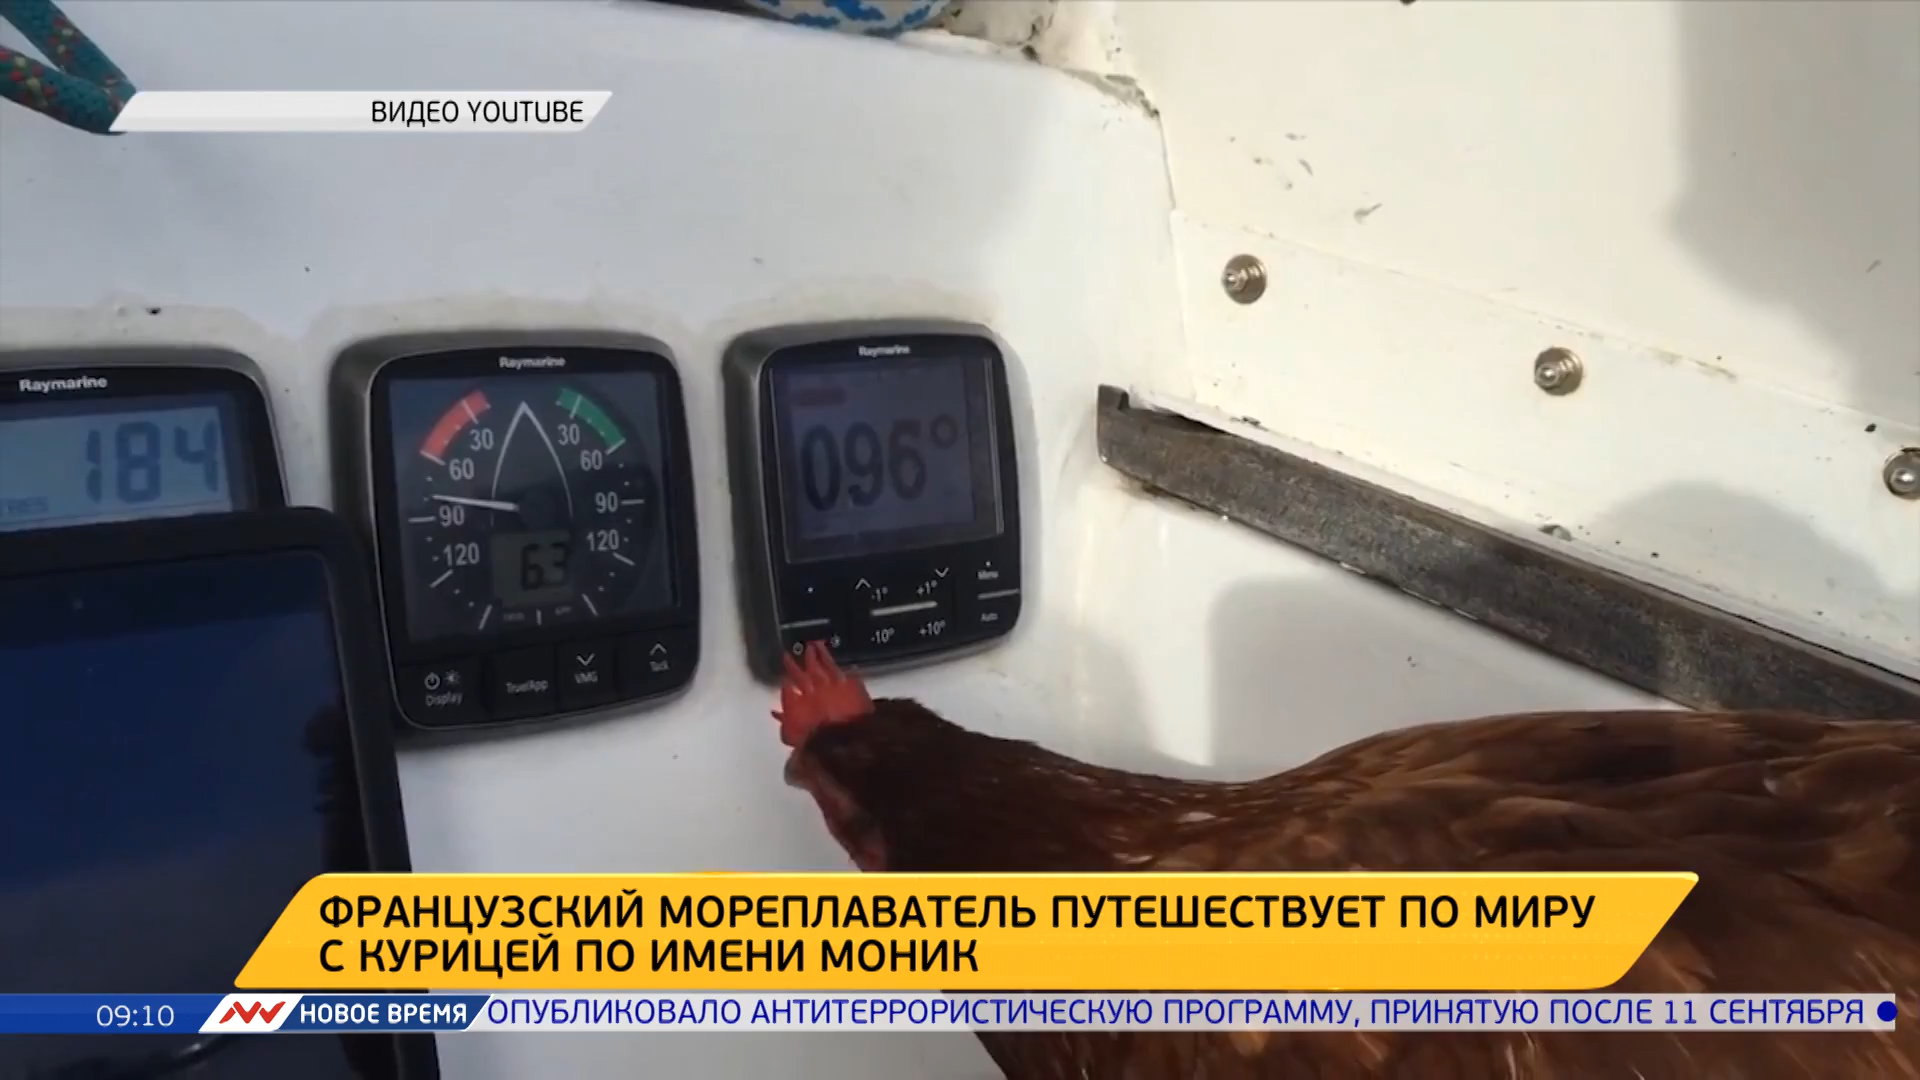 ВИДЕО YOUTUBE
Raymarine
184
Raymarine
30 30
60 60
90 90
120 120
6.3
Display
True/App
VMG
Tack
Raymarine
096°
-1° +1°
-10° +10°
Menu
Auto
ФРАНЦУЗСКИЙ МОРЕПЛАВАТЕЛЬ ПУТЕШЕСТВУЕТ ПО МИРУ
С КУРИЦЕЙ ПО ИМЕНИ МОНИК
09:10 НОВОЕ ВРЕМЯ ОПУБЛИКОВАЛО АНТИТЕРРОРИСТИЧЕСКУЮ ПРОГРАММУ, ПРИНЯТУЮ ПОСЛЕ 11 СЕНТЯБРЯ